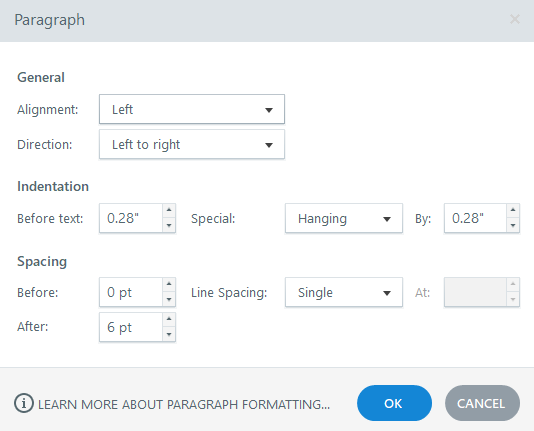 Paragraph
General
Alignment: Left
Direction: Left to right
Indentation
Before text: 0.28" Special: Hanging By: 0.28"
Spacing
Before: 0 pt Line Spacing: Single At:
After: 6 pt
LEARN MORE ABOUT PARAGRAPH FORMATTING... OK CANCEL